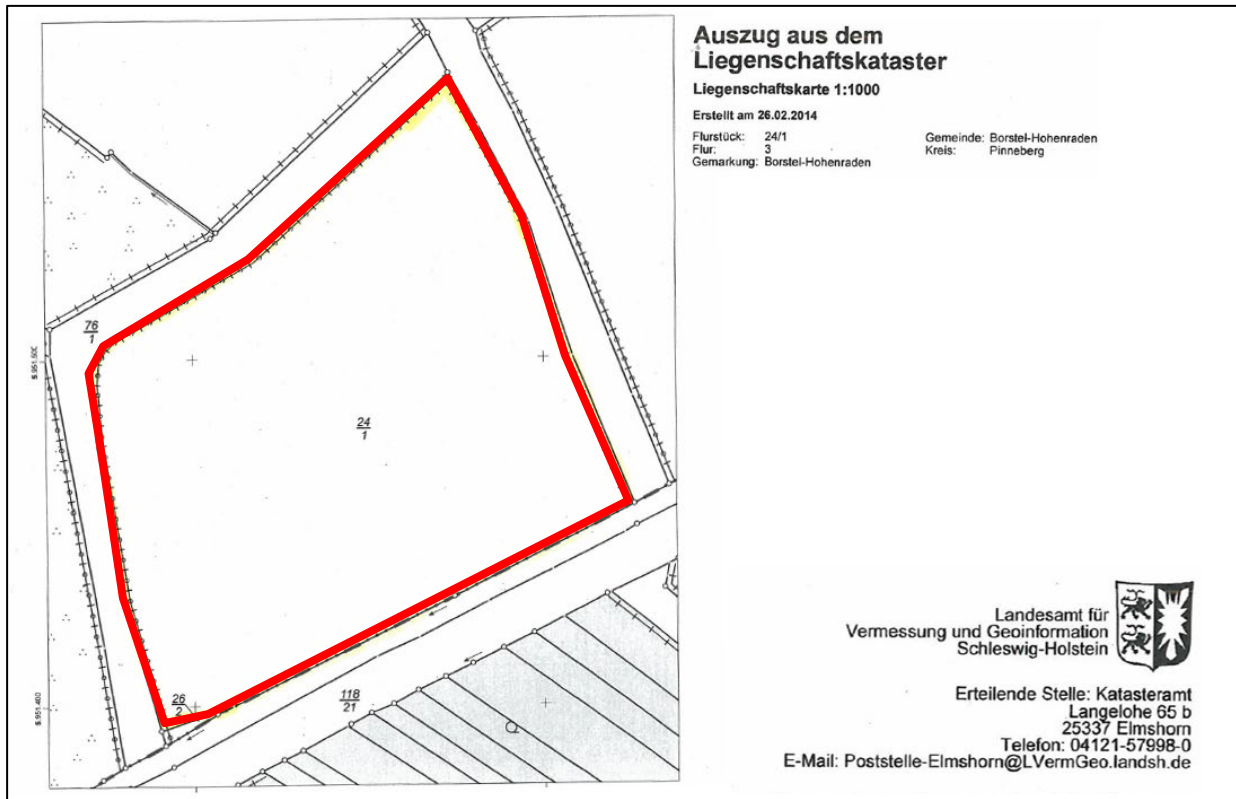 Auszug aus dem
Liegenschaftskataster
Liegenschaftskarte 1:1000
Erstellt am 26.02.2014
Flurstück: 24/1
Flur: 3
Gemarkung: Borstel-Hohenraden
Gemeinde: Borstel-Hohenraden
Kreis: Pinneberg
76
1
24
1
26
2
118
21
Landesamt für
Vermessung und Geoinformation
Schleswig-Holstein
Erteilende Stelle: Katasteramt
Langelohe 65 b
25337 Elmshorn
Telefon: 04121-57998-0
E-Mail: Poststelle-Elmshorn@LVermGeo.landsh.de